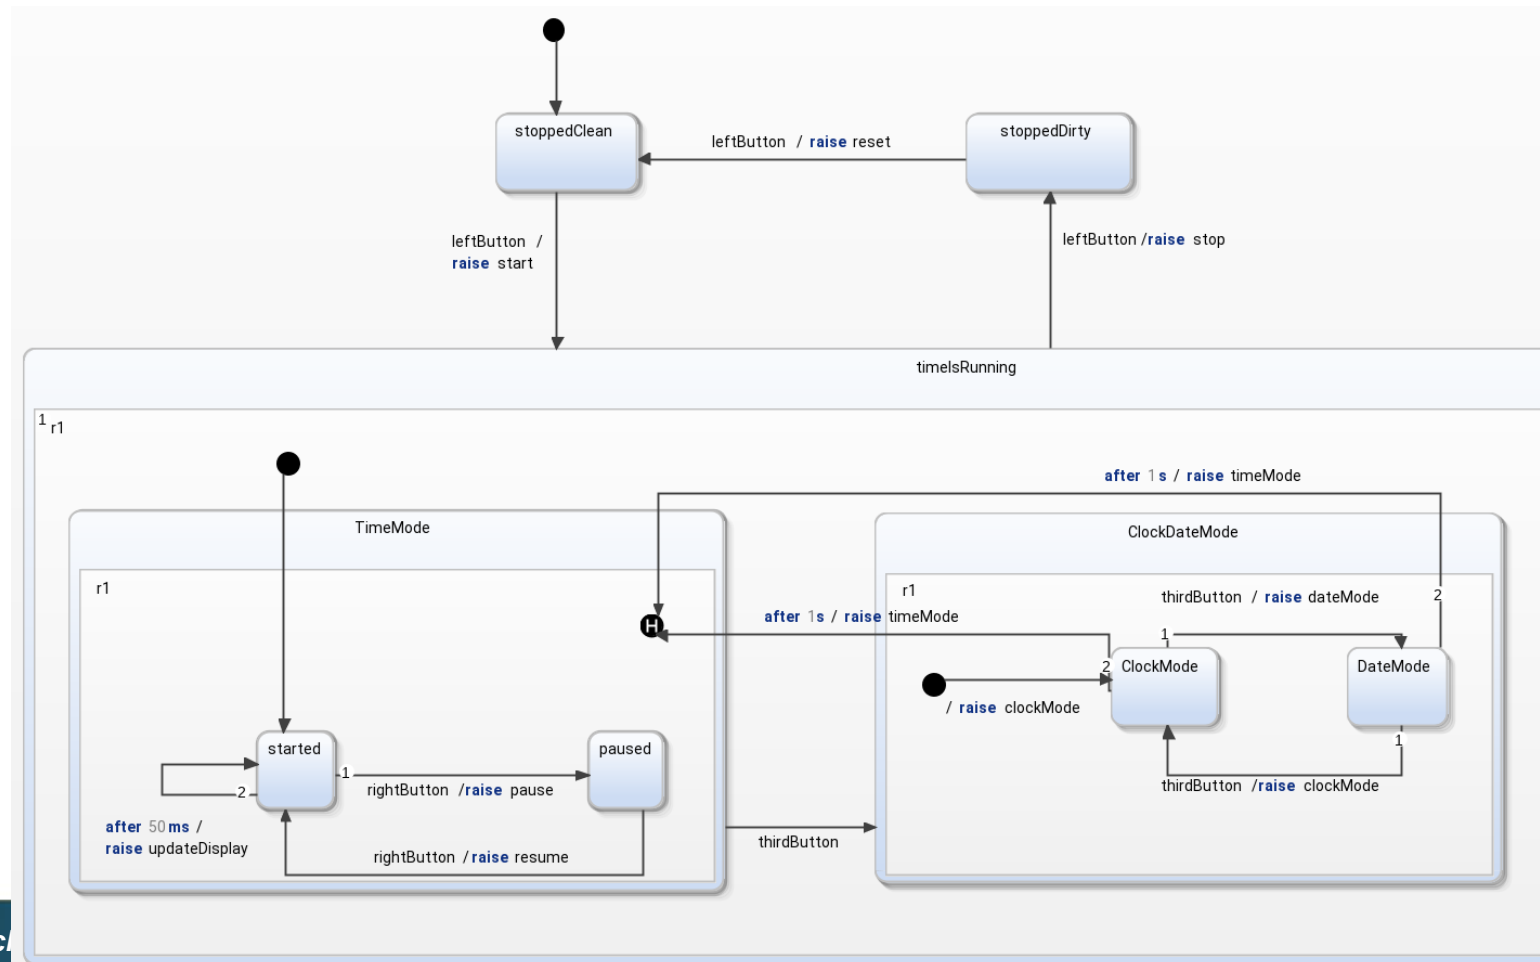 stoppedClean
stoppedDirty
leftButton / raise reset
leftButton /
raise start
leftButton /raise stop
timeIsRunning
1
r1
after 1s / raise timeMode
TimeMode
ClockDateMode
r1
r1
thirdButton / raise dateMode
2
after 1s / raise timeMode
H
1
2
ClockMode
DateMode
/ raise clockMode
started
paused
1
1
rightButton /raise pause
2
thirdButton /raise clockMode
after 50 ms /
raise updateDisplay
rightButton /raise resume
thirdButton